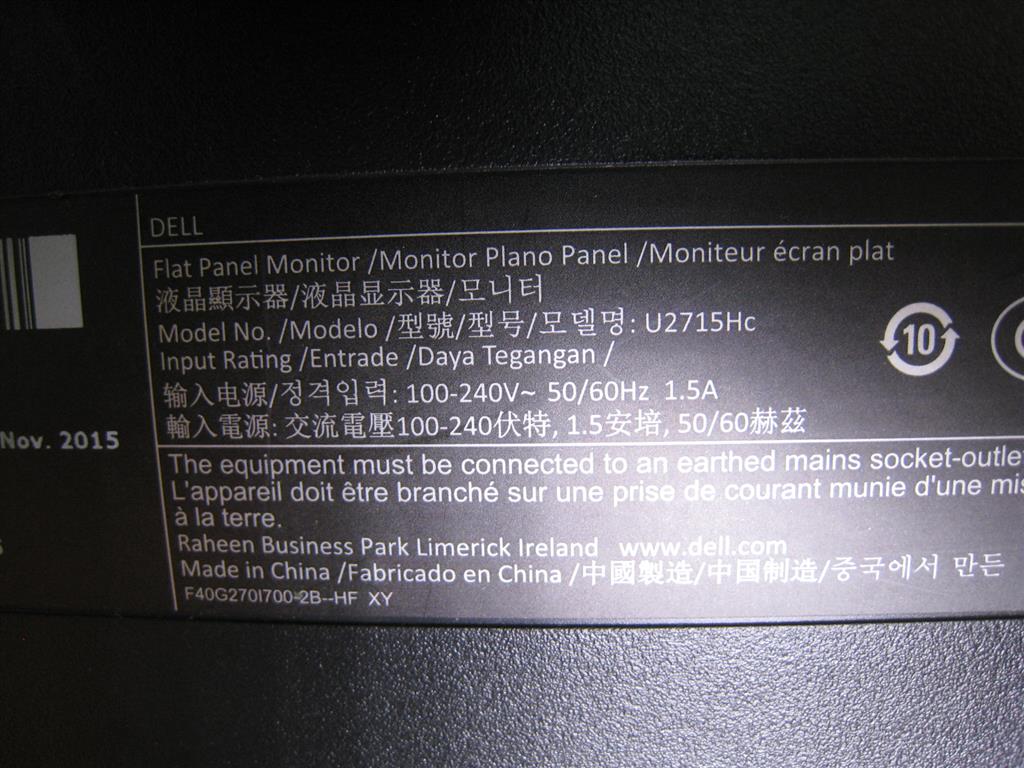 DELL
Flat Panel Monitor /Monitor Plano Panel /Moniteur écran plat
液晶顯示器/液晶显示器/모니터
Model No. /Modelo /型號/型号/모델명: U2715Hc
Input Rating /Entrade /Daya Tegangan /
输入电源/정격입력: 100-240V~ 50/60Hz 1.5A
輸入電源: 交流電壓100-240伏特, 1.5安培, 50/60赫茲
10
Nov. 2015
The equipment must be connected to an earthed mains socket-outlet
L'appareil doit être branché sur une prise de courant munie d'une
à la terre.
Raheen Business Park Limerick Ireland www.dell.com
Made in China /Fabricado en China /中國製造/中国制造/중국에서 만든
F40G270I700-2B--HF XY